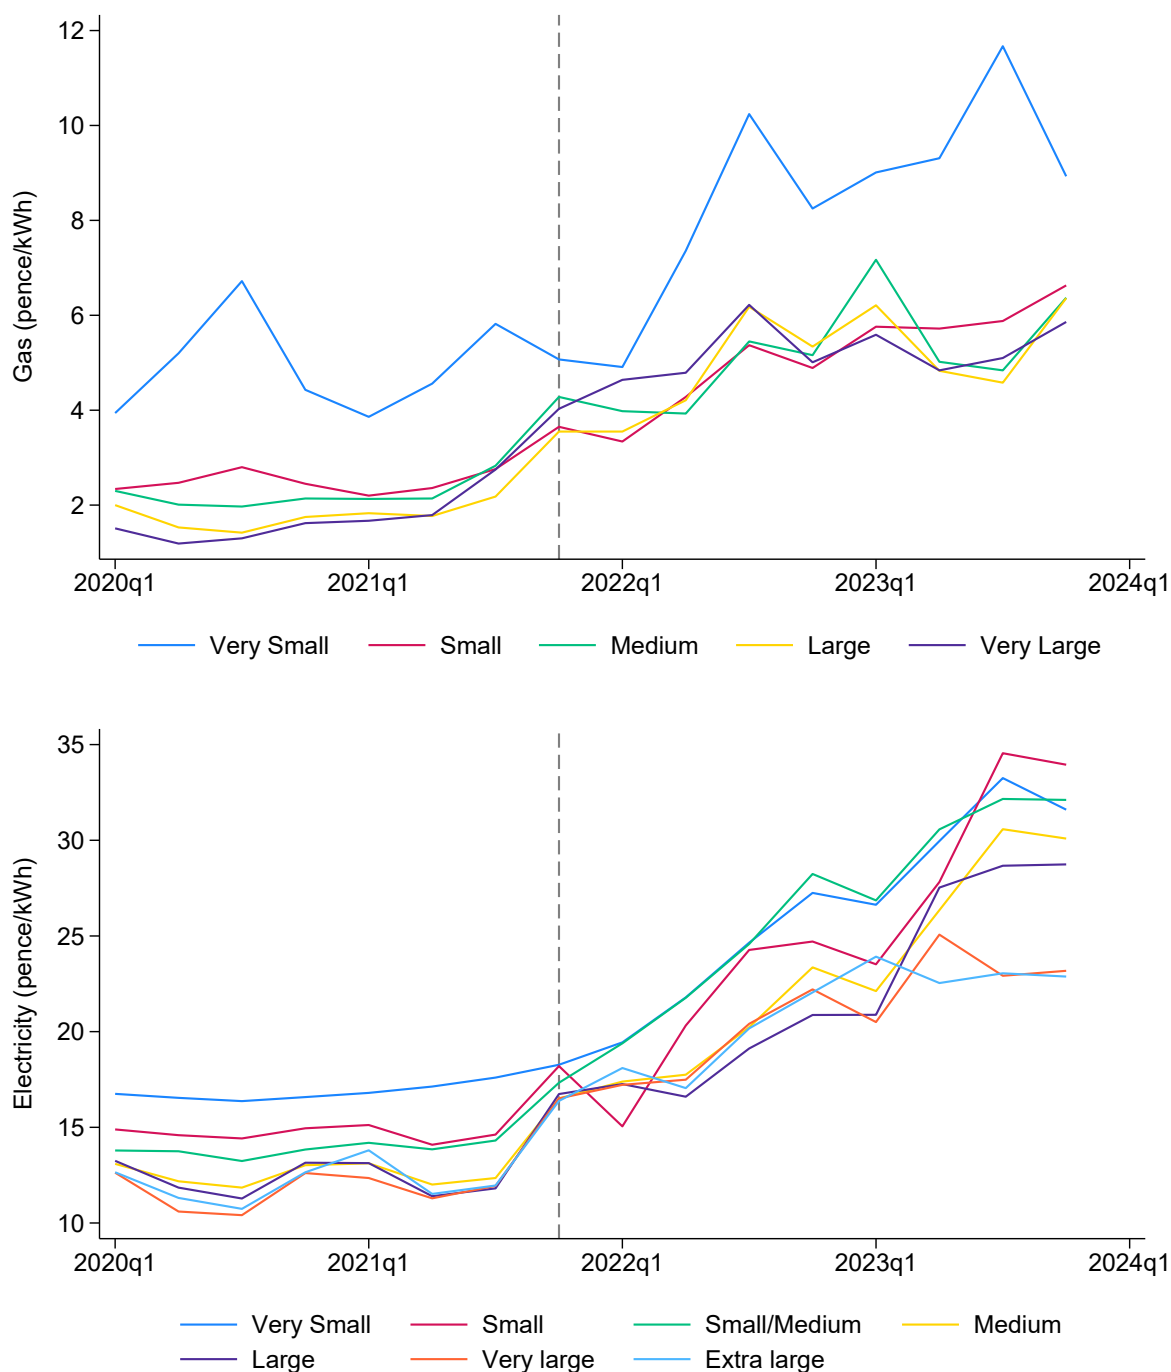 Gas (pence/kWh)
12
10
8
6
4
2
2020q1 2021q1 2022q1 2023q1 2024q1
Very Small Small Medium Large Very Large
Electricity (pence/kWh)
35
30
25
20
15
10
2020q1 2021q1 2022q1 2023q1 2024q1
Very Small Small Small/Medium Medium
Large Very large Extra large